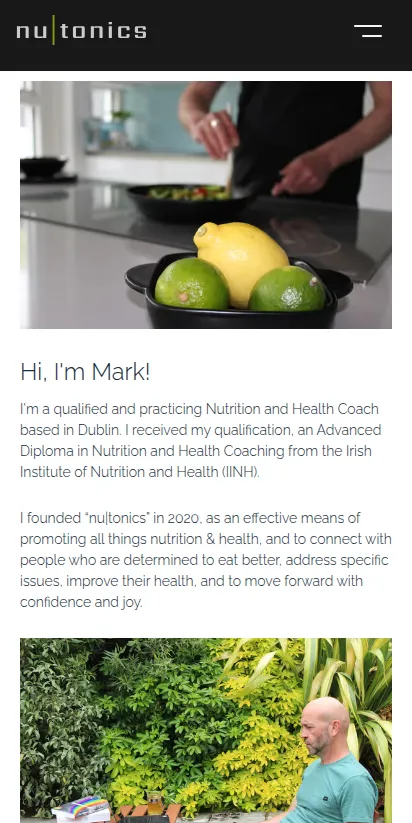 nu|tonics
Hi, I'm Mark!
I'm a qualified and practicing Nutrition and Health Coach
based in Dublin. I received my qualification, an Advanced
Diploma in Nutrition and Health Coaching from the Irish
Institute of Nutrition and Health (IINH).
I founded “nu|tonics” in 2020, as an effective means of
promoting all things nutrition & health, and to connect with
people who are determined to eat better, address specific
issues, improve their health, and to move forward with
confidence and joy.